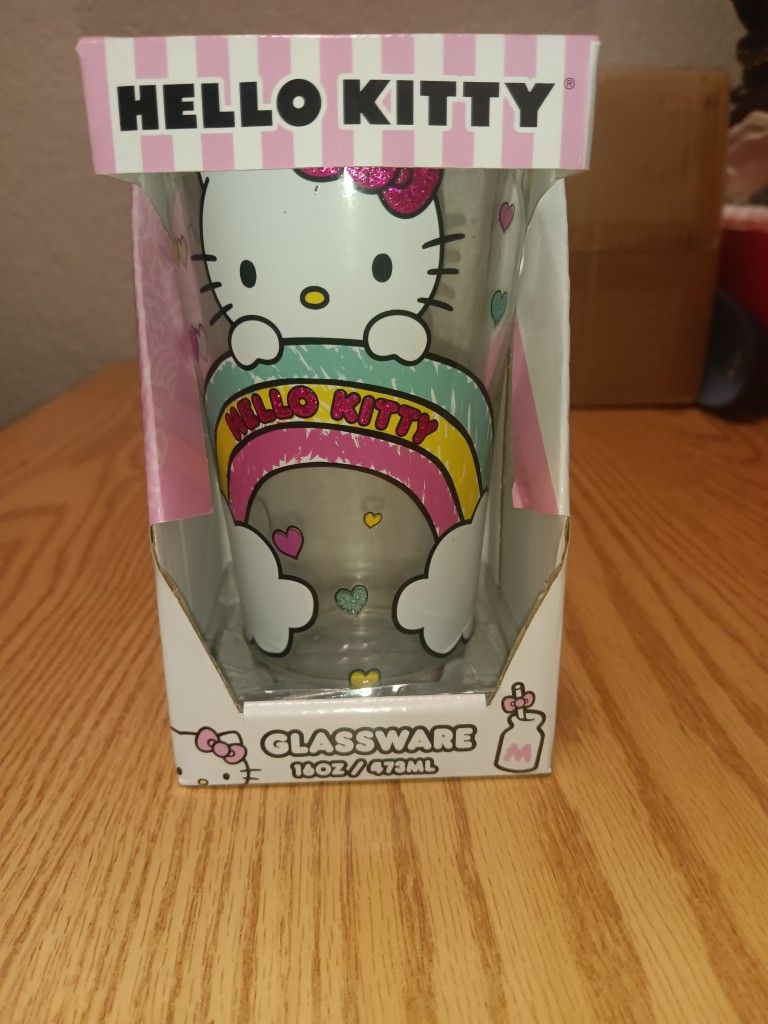 HELLO KITTY®
HELLO KITTY
GLASSWARE
16OZ / 473ML
M